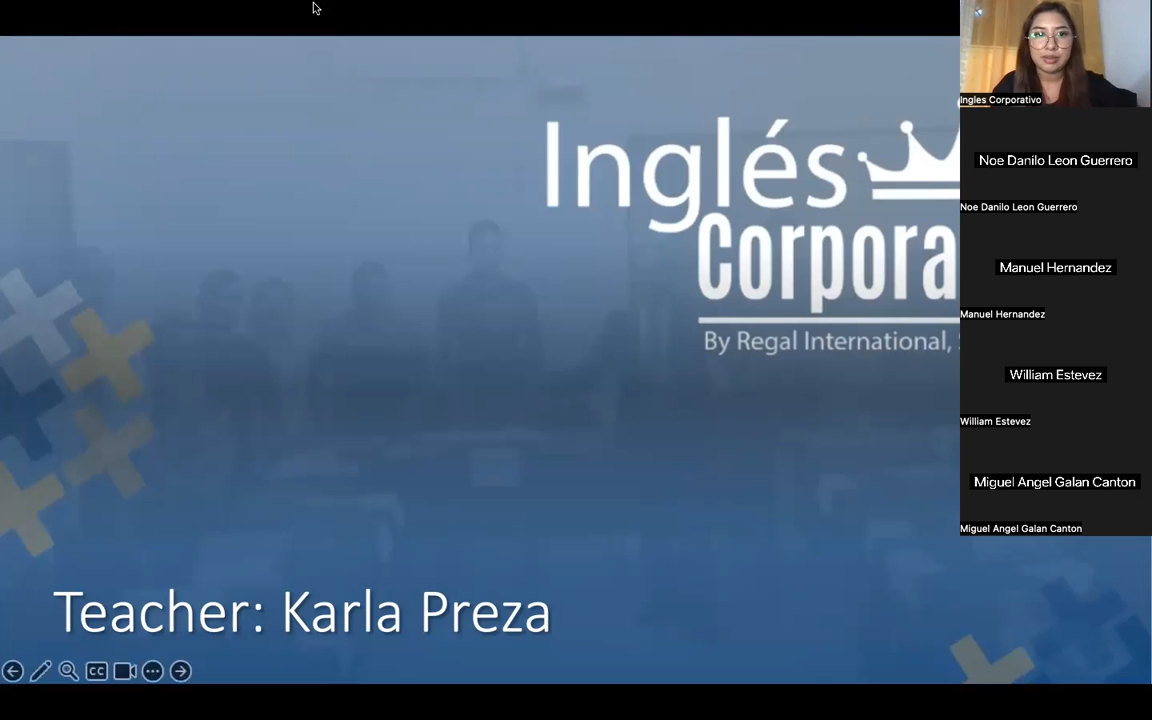 Inglés
Corpora
By Regal International,
Teacher: Karla Preza
CC
Ingles Corporativo
Noe Danilo Leon Guerrero
Noe Danilo Leon Guerrero
Manuel Hernandez
Manuel Hernandez
William Estevez
William Estevez
Miguel Angel Galan Canton
Miguel Angel Galan Canton